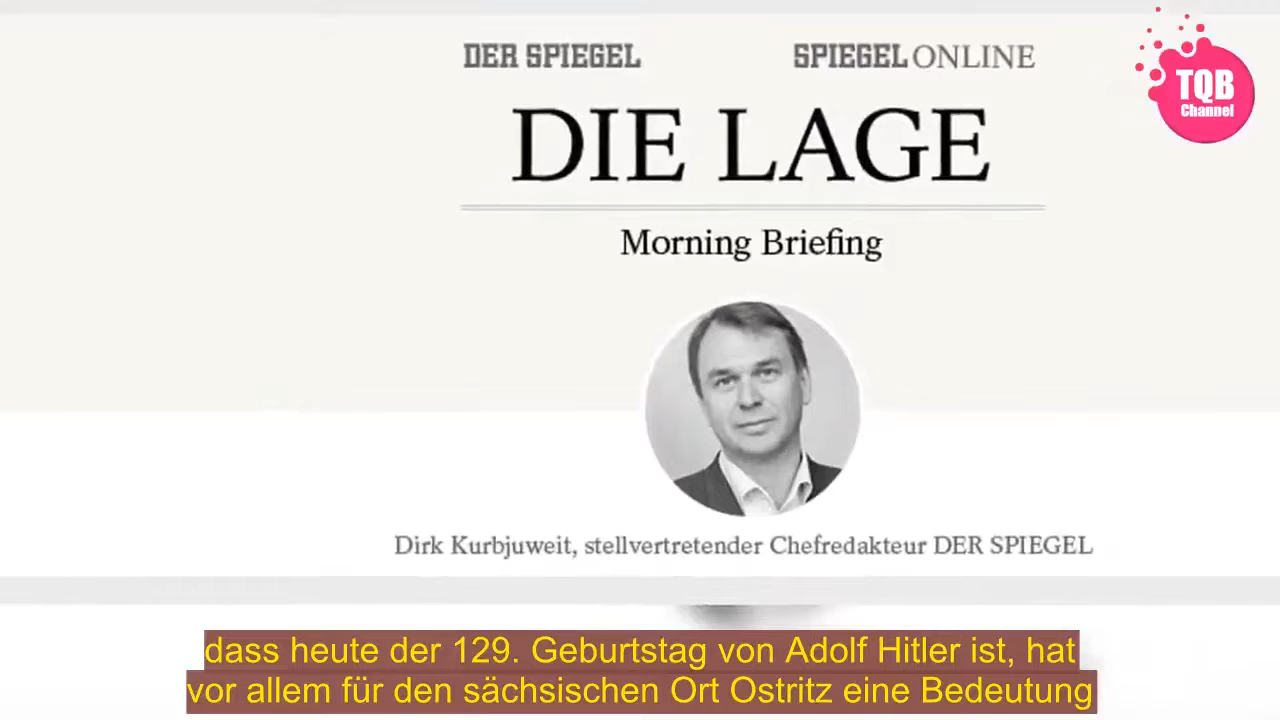 DER SPIEGEL
SPIEGEL ONLINE
TQB
Channel
DIE LAGE
Morning Briefing
Dirk Kurbjuweit, stellvertretender Chefredakteur DER SPIEGEL
dass heute der 129. Geburtstag von Adolf Hitler ist, hat
vor allem für den sächsischen Ort Ostritz eine Bedeutung